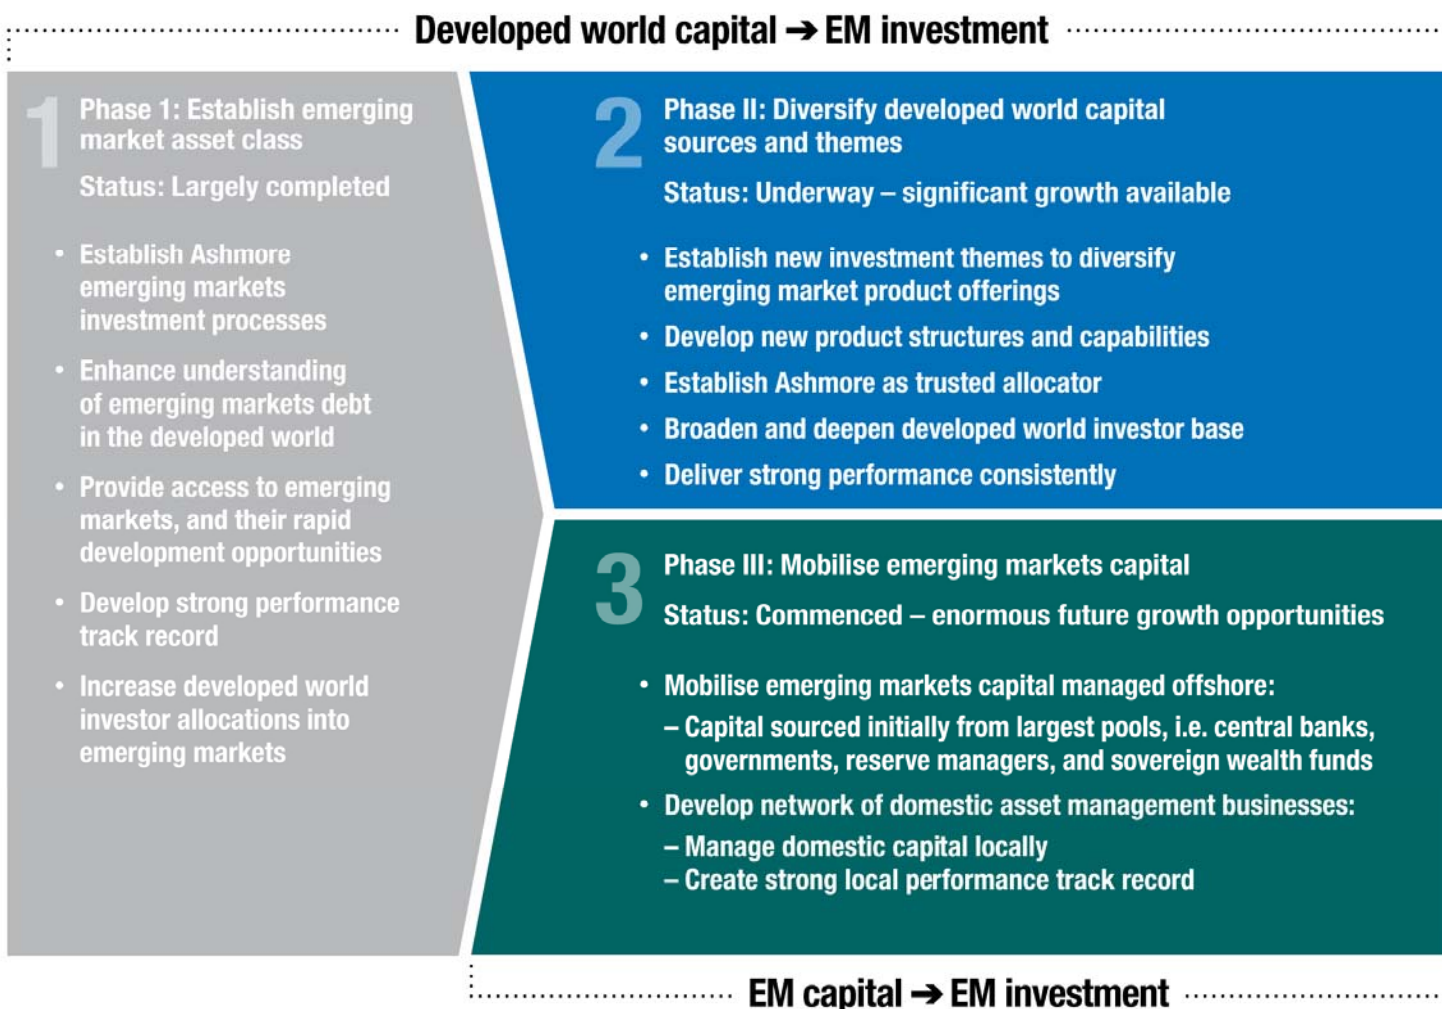 Developed world capital ➔ EM investment
1
Phase 1: Establish emerging
market asset class
Status: Largely completed
• Establish Ashmore
emerging markets
investment processes
• Enhance understanding
of emerging markets debt
in the developed world
• Provide access to emerging
markets, and their rapid
development opportunities
• Develop strong performance
track record
• Increase developed world
investor allocations into
emerging markets
2
Phase II: Diversify developed world capital
sources and themes
Status: Underway – significant growth available
• Establish new investment themes to diversify
emerging market product offerings
• Develop new product structures and capabilities
• Establish Ashmore as trusted allocator
• Broaden and deepen developed world investor base
• Deliver strong performance consistently
3
Phase III: Mobilise emerging markets capital
Status: Commenced – enormous future growth opportunities
• Mobilise emerging markets capital managed offshore:
– Capital sourced initially from largest pools, i.e. central banks,
governments, reserve managers, and sovereign wealth funds
• Develop network of domestic asset management businesses:
– Manage domestic capital locally
– Create strong local performance track record
EM capital ➔ EM investment